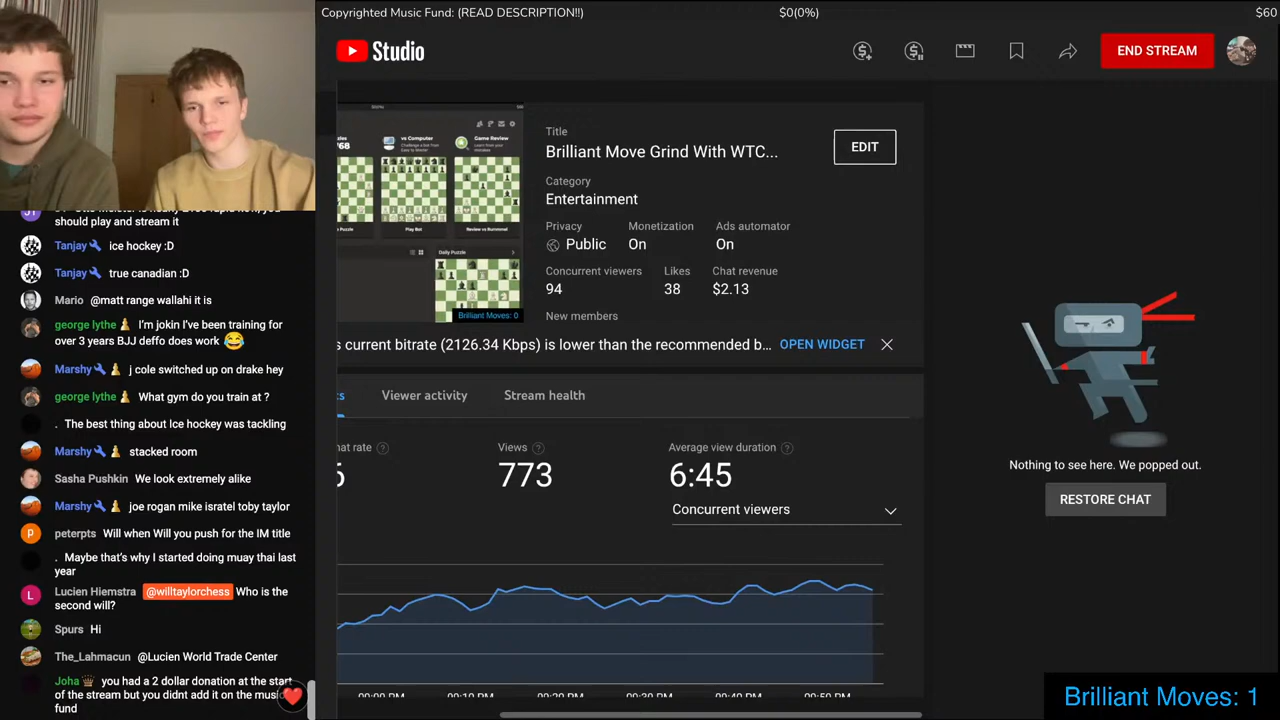 Copyrighted Music Fund: (READ DESCRIPTION!!)
$0(0%)
$60
Studio
END STREAM
Title
Brilliant Move Grind With WTC...
EDIT
Category
Entertainment
Privacy
Monetization
Ads automator
Public
On
On
Concurrent viewers
Likes
Chat revenue
94
38
$2.13
New members
vs Computer
Game Review
Play Bot
Daily Puzzle
Brilliant Moves: 0
s current bitrate (2126.34 Kbps) is lower than the recommended b...
OPEN WIDGET
Viewer activity
Stream health
Views
Average view duration
773
6:45
Concurrent viewers
Nothing to see here. We popped out.
RESTORE CHAT
should play and stream it
Tanjay ice hockey :D
Tanjay true canadian :D
Mario @matt range wallahi it is
george lythe I'm jokin I've been training for
over 3 years BJJ deffo does work 😂
Marshy j cole switched up on drake hey
george lythe What gym do you train at ?
. The best thing about Ice hockey was tackling
Marshy stacked room
Sasha Pushkin We look extremely alike
Marshy joe rogan mike isratel toby taylor
peterpts Will when Will you push for the IM title
. Maybe that's why I started doing muay thai last
year
Lucien Hiemstra @willtaylorchess Who is the
second will?
Spurs Hi
The_Lahmacun @Lucien World Trade Center
Joha you had a 2 dollar donation at the start
of the stream but you didnt add it on the music
fund
Brilliant Moves: 1